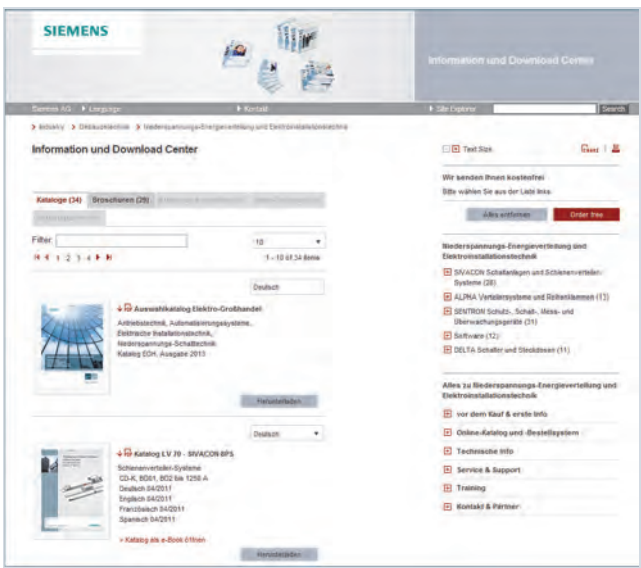 SIEMENS
Information und Download Center
Siemens AG Language Kontakt Site Explorer Search
Industry > Gebäudetechnik > Niederspannungs-Energieverteilung und Elektroinstallationstechnik
Information und Download Center
Text Size
Wir senden Ihnen kostenfrei
Bitte wählen Sie aus der Liste links.
Alles entfernen Order free
Kataloge (34) Broschüren (29)
Filter: 10
1 2 3 4 1 - 10 of 34 items
Deutsch
Auswahlkatalog Elektro-Großhandel
Antriebstechnik, Automatisierungssysteme,
Elektrische Installationstechnik,
Niederspannungs-Schalttechnik
Katalog EGH, Ausgabe 2013
Herunterladen
Deutsch
Katalog LV 70 - SIVACON 8PS
Schienenverteiler-Systeme
CD-K, BD01, BD2 bis 1250 A
Deutsch 04/2011
Englisch 04/2011
Französisch 04/2011
Spanisch 04/2011
> Katalog als e-Book öffnen
Herunterladen
Niederspannungs-Energieverteilung und
Elektroinstallationstechnik
SIVACON Schaltanlagen und Schienenverteiler-
Systeme (28)
ALPHA Verteilersysteme und Reihenklemmen (13)
SENTRON Schutz-, Schalt-, Mess- und
Überwachungsgeräte (31)
Software (12)
DELTA Schalter und Steckdosen (11)
Alles zu Niederspannungs-Energieverteilung und
Elektroinstallationstechnik
vor dem Kauf & erste Info
Online-Katalog und -Bestellsystem
Technische Info
Service & Support
Training
Kontakt & Partner